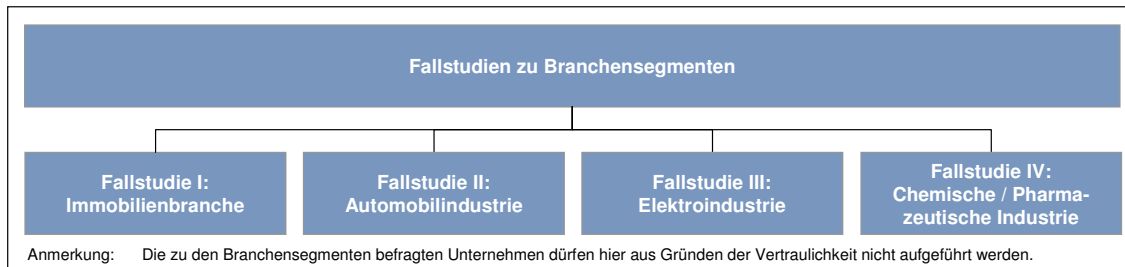 Fallstudien zu Branchensegmenten
Fallstudie I:
Immobilienbranche
Fallstudie II:
Automobilindustrie
Fallstudie III:
Elektroindustrie
Fallstudie IV:
Chemische / Pharma-
zeutische Industrie
Anmerkung: Die zu den Branchensegmenten befragten Unternehmen dürfen hier aus Gründen der Vertraulichkeit nicht aufgeführt werden.